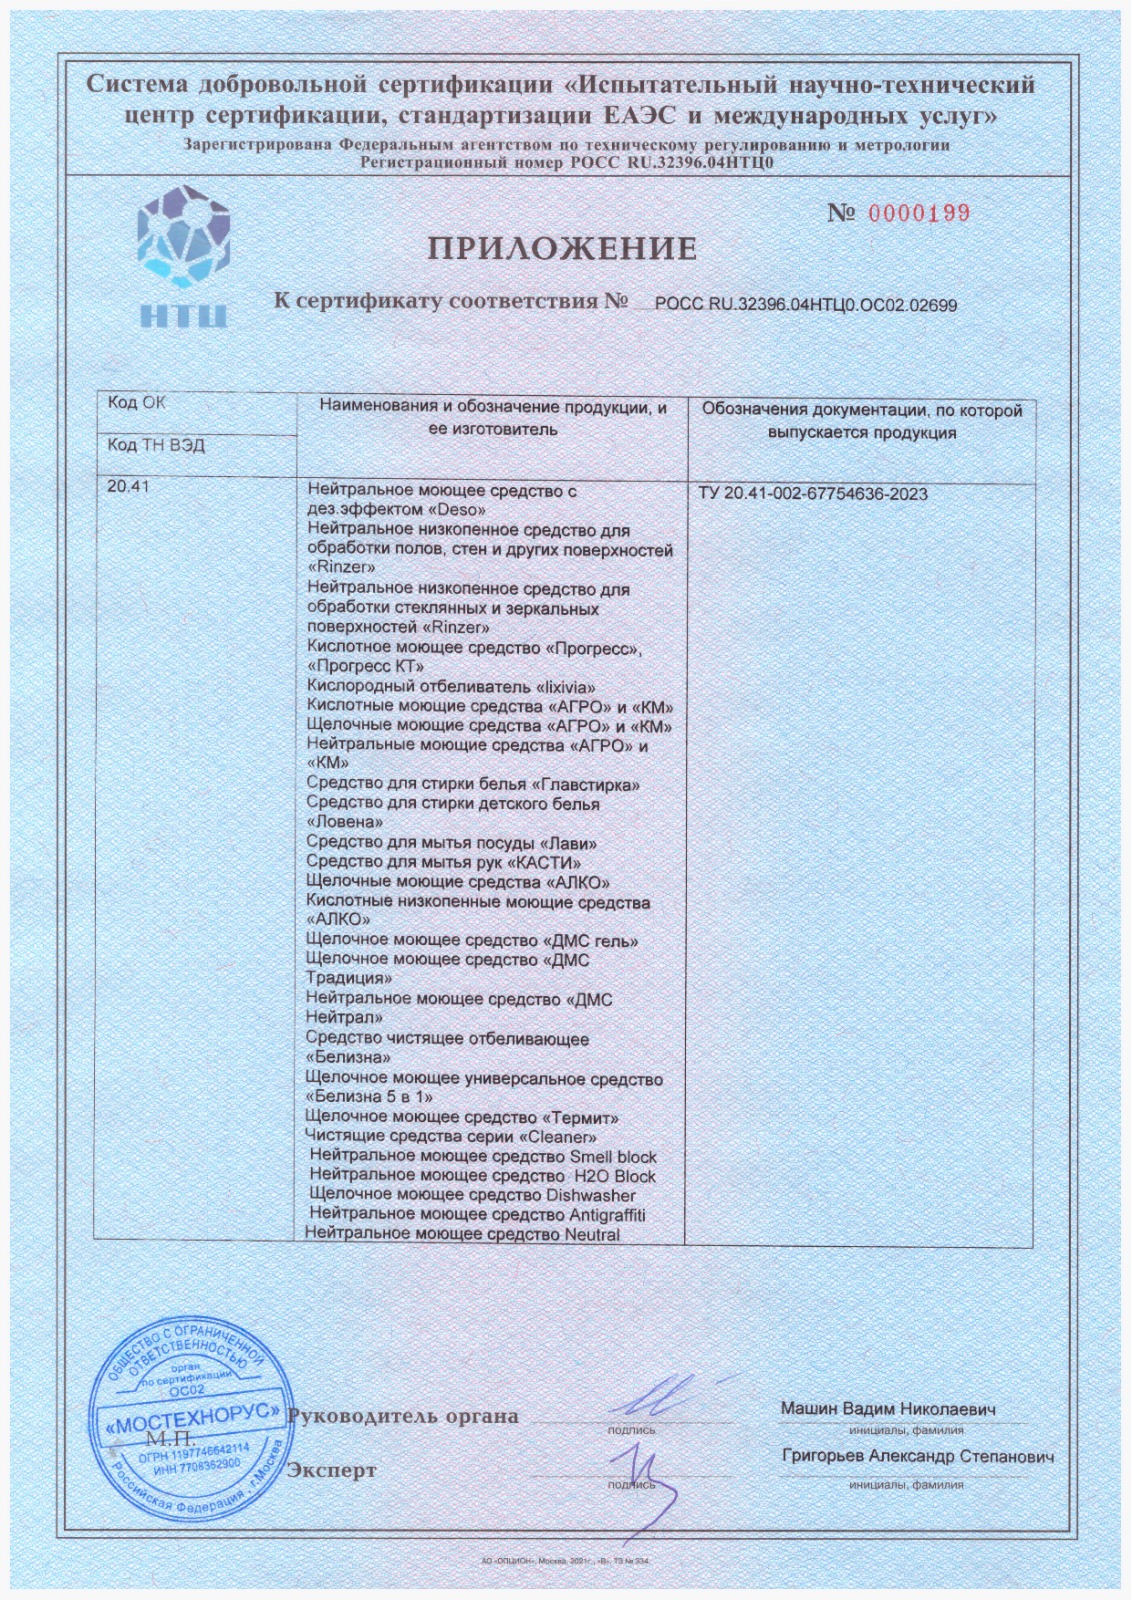 Система добровольной сертификации «Испытательный научно-технический
центр сертификации, стандартизации ЕАЭС и международных услуг»
Зарегистрирована Федеральным агентством по техническому регулированию и метрологии
Регистрационный номер РОСС RU.32396.04НТЦ0
№ 0000199
ПРИЛОЖЕНИЕ
НТЦ
К сертификату соответствия № РОСС RU.32396.04НТЦ0.ОС02.02699
Код ОК
Код ТН ВЭД
Наименования и обозначение продукции, и
ее изготовитель
Обозначения документации, по которой
выпускается продукция
20.41
Нейтральное моющее средство с
дез.эффектом «Deso»
Нейтральное низкопенное средство для
обработки полов, стен и других поверхностей
«Rinzer»
Нейтральное низкопенное средство для
обработки стеклянных и зеркальных
поверхностей «Rinzer»
Кислотное моющее средство «Прогресс»,
«Прогресс КТ»
Кислородный отбеливатель «lixivia»
Кислотные моющие средства «АГРО» и «КМ»
Щелочные моющие средства «АГРО» и «КМ»
Нейтральные моющие средства «АГРО» и
«КМ»
Средство для стирки белья «Главстирка»
Средство для стирки детского белья
«Ловена»
Средство для мытья посуды «Лави»
Средство для мытья рук «КАСТИ»
Щелочные моющие средства «АЛКО»
Кислотные низкопенные моющие средства
«АЛКО»
Щелочное моющее средство «ДМС гель»
Щелочное моющее средство «ДМС
Традиция»
Нейтральное моющее средство «ДМС
Нейтрал»
Средство чистящее отбеливающее
«Белизна»
Щелочное моющее универсальное средство
«Белизна 5 в 1»
Щелочное моющее средство «Термит»
Чистящие средства серии «Cleaner»
Нейтральное моющее средство Smell block
Нейтральное моющее средство H2O Block
Щелочное моющее средство Dishwasher
Нейтральное моющее средство Antigraffiti
Нейтральное моющее средство Neutral
ТУ 20.41-002-67754636-2023
ОБЩЕСТВО С ОГРАНИЧЕННОЙ
ОТВЕТСТВЕННОСТЬЮ
орган
по сертификации
ОС02
«МОСТЕХНОРУС»
М.П.
ОГРН 1197746642114
ИНН 7708362900
Российская Федерация, г.Москва
Руководитель органа
подпись
Машин Вадим Николаевич
инициалы, фамилия
Эксперт
подпись
Григорьев Александр Степанович
инициалы, фамилия
АО «ОПЦИОН», Москва, 2021г., «В». ТЗ № 334.